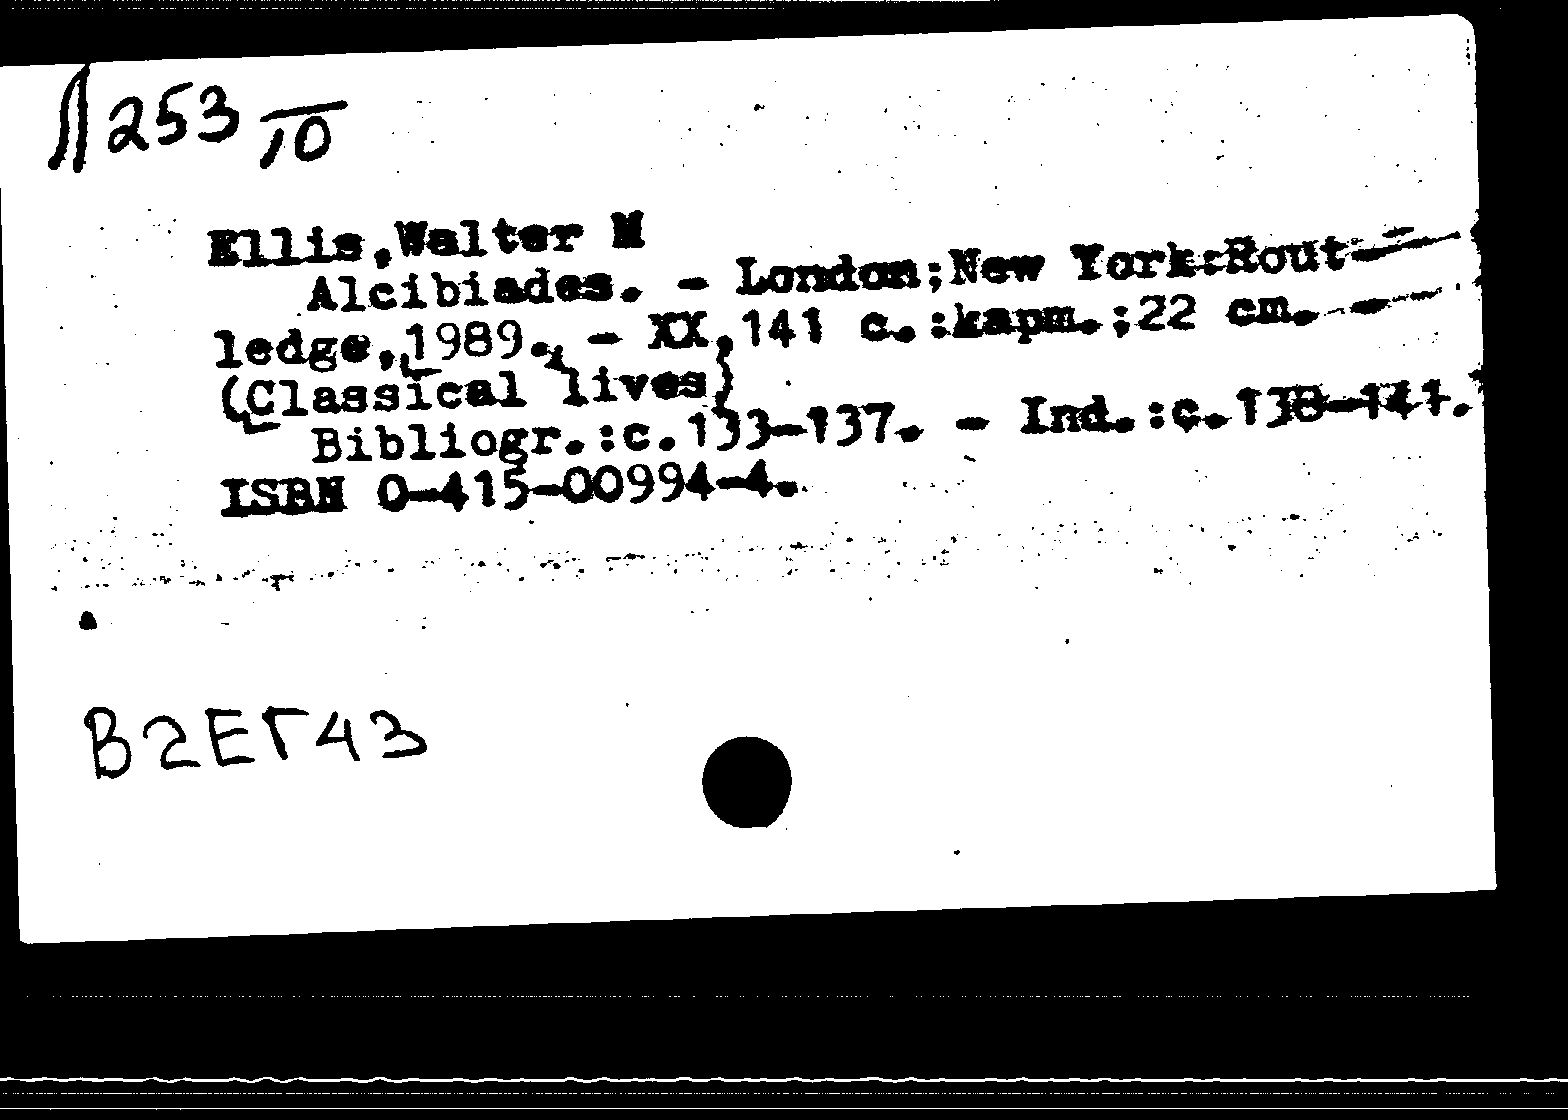 Л 253/10
Ellis,Walter M
Alcibiades. - London;New York:Rout-
ledge,1989. - XX,141 с.:карт.;22 cm. -
(Classical lives)
Bibliogr.:c.133-137. - Ind.:c.138-141.
ISBN 0-415-00994-4.
В2ЕГ43